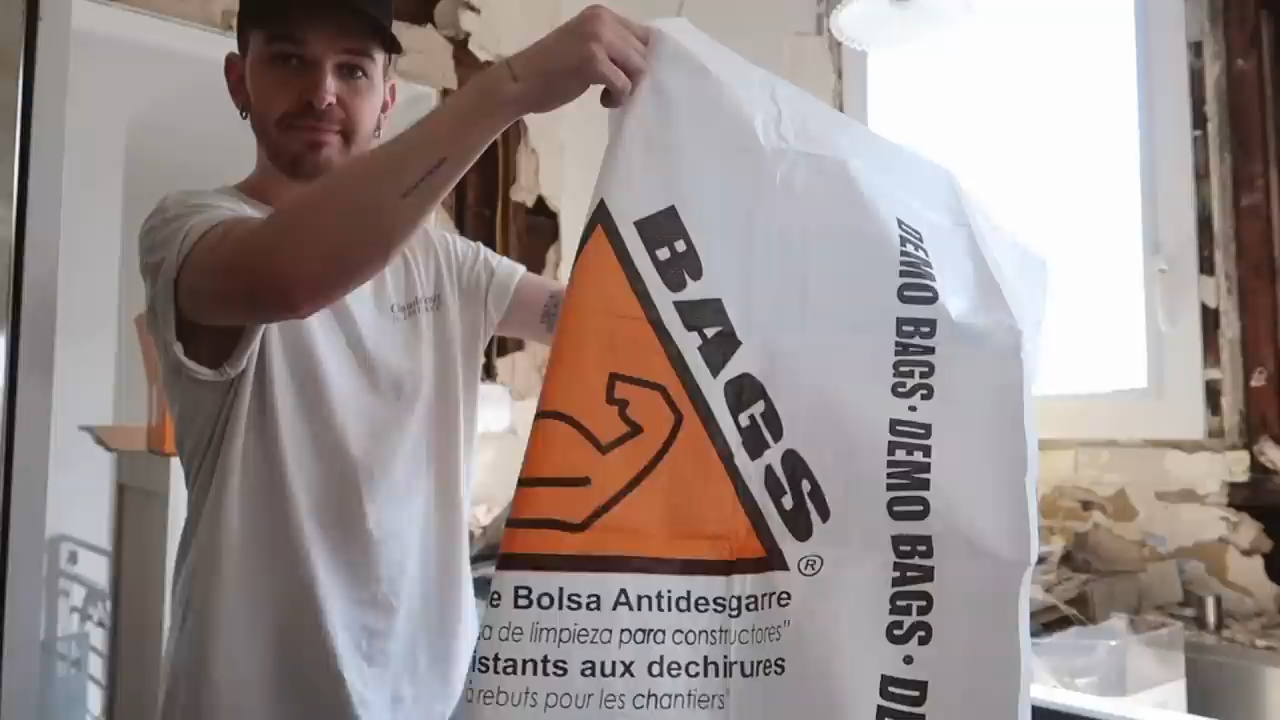 BAGS
®
e Bolsa Antidesgarre
a de limpieza para constructores"
istants aux dechirures
à rebuts pour les chantiers"
DEMO BAGS · DEMO BAGS · DE